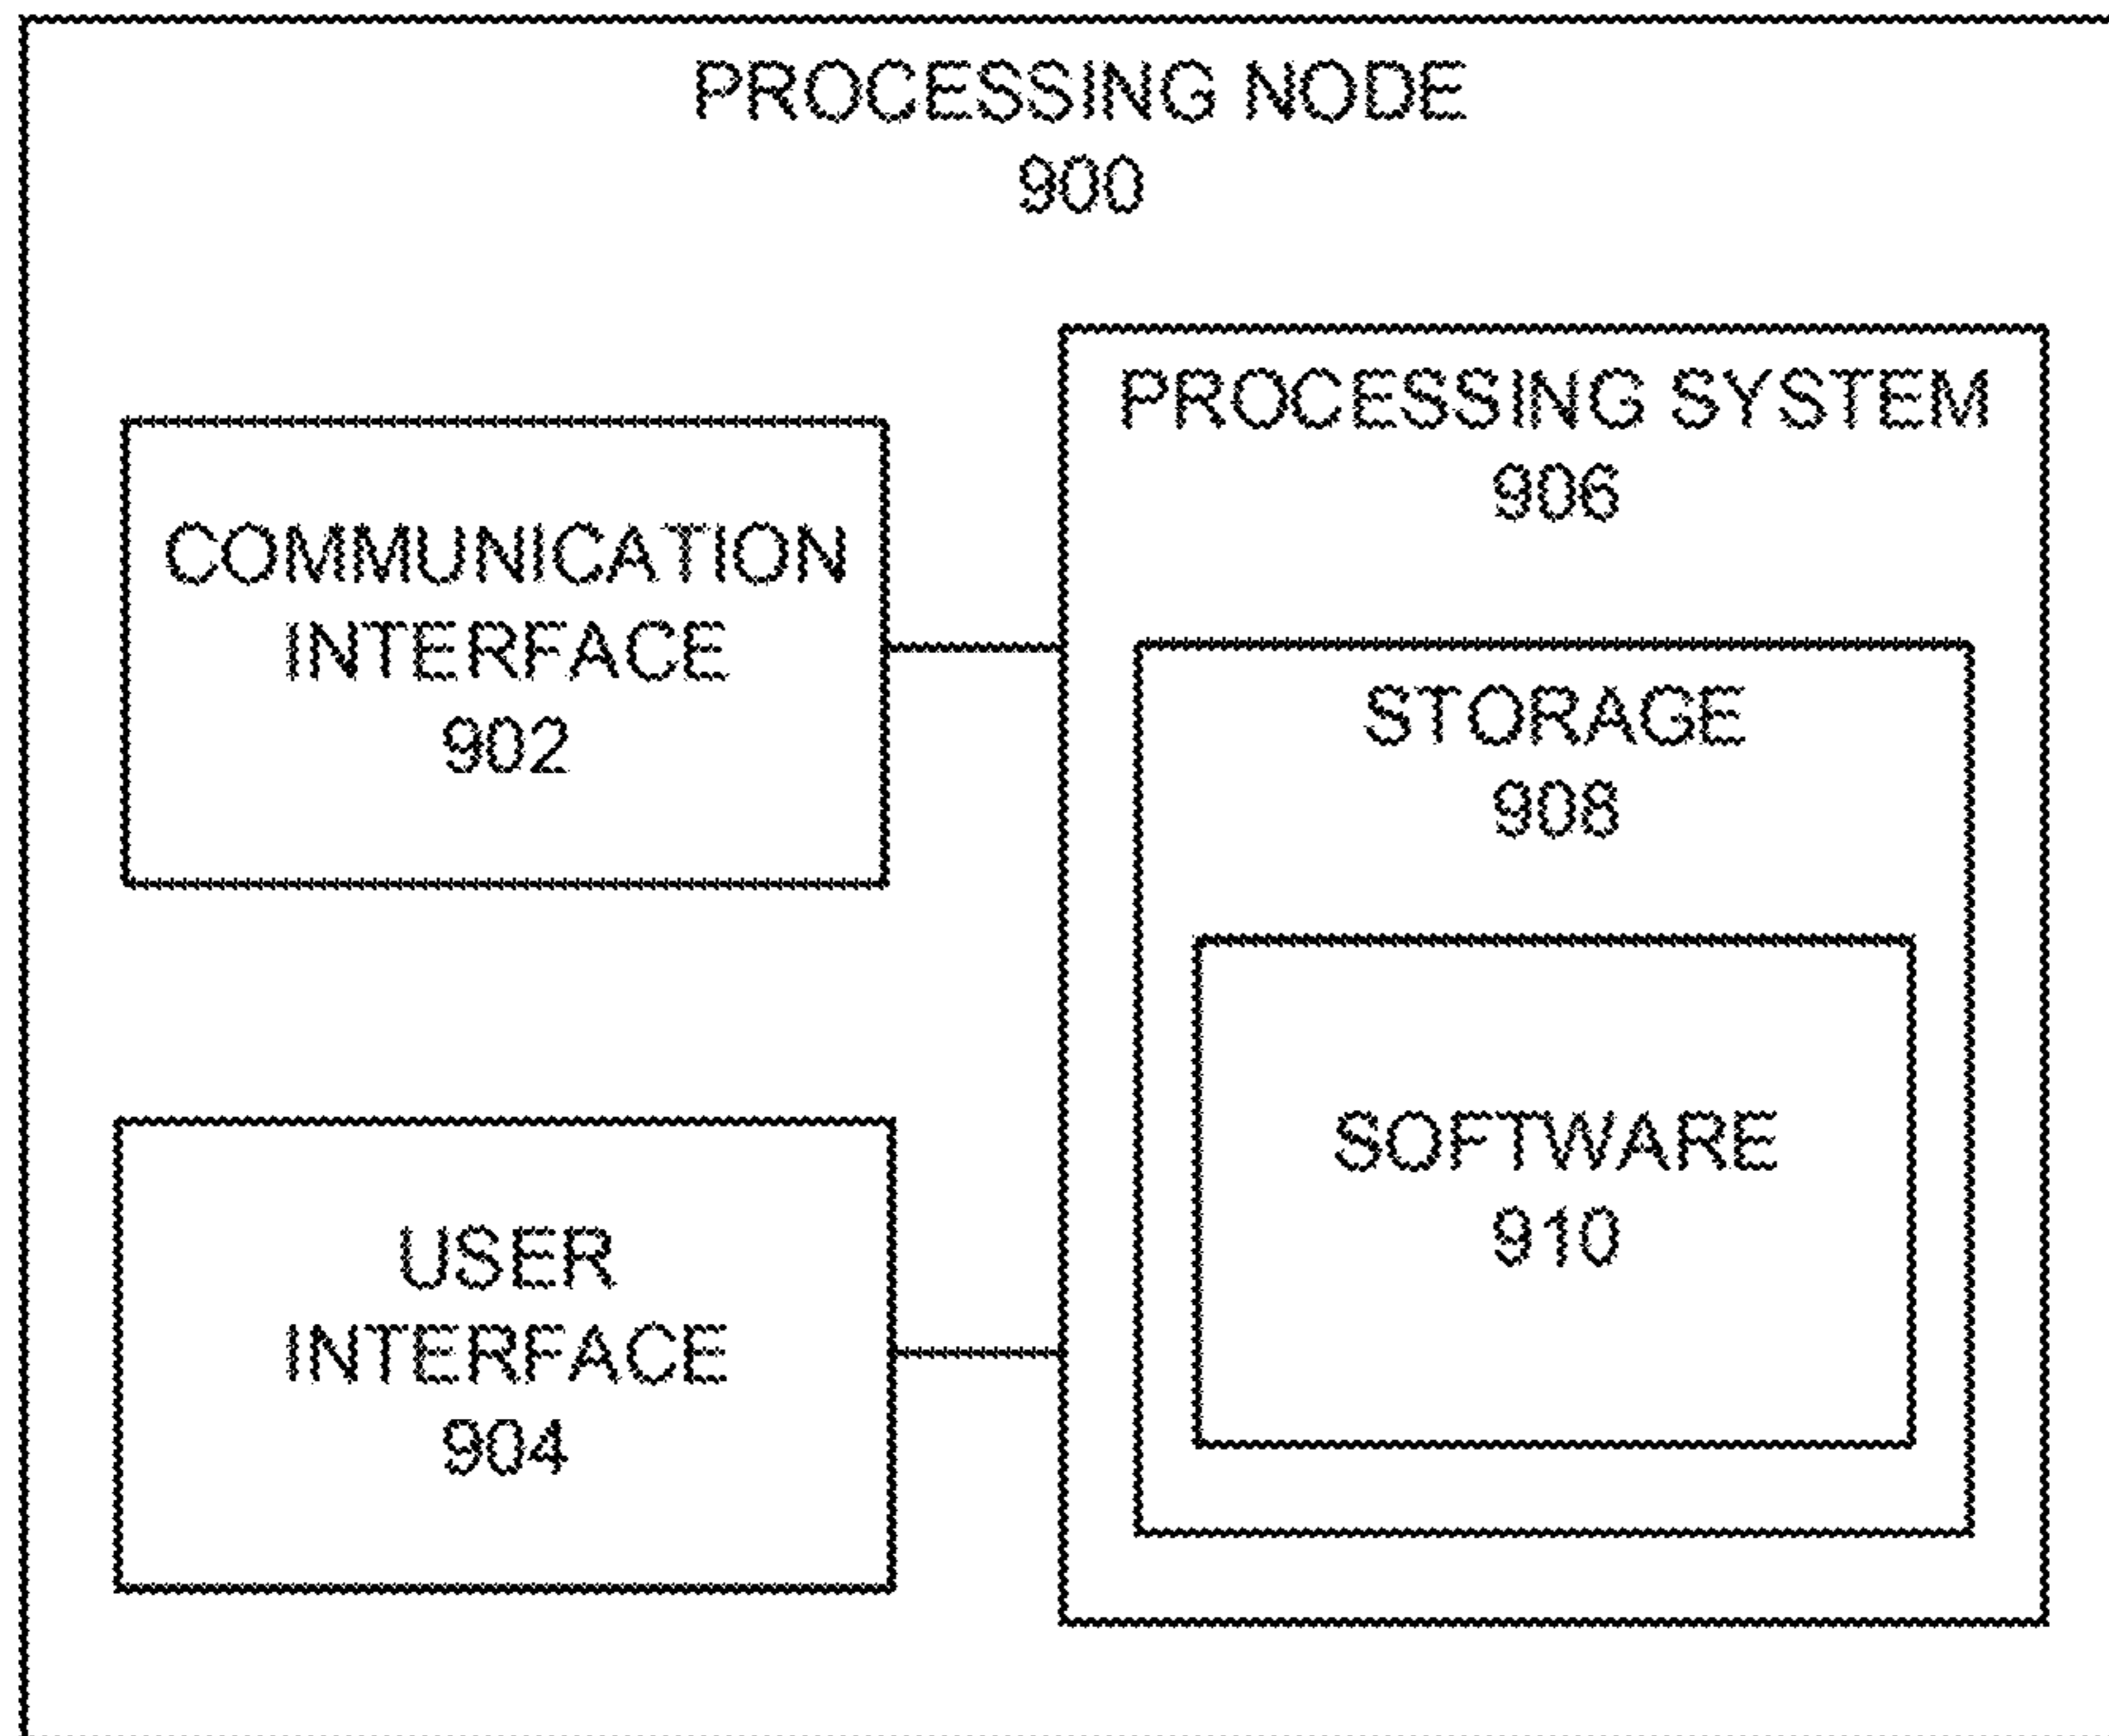 PROCESSING NODE
900
COMMUNICATION
INTERFACE
902
USER
INTERFACE
904
PROCESSING SYSTEM
906
STORAGE
908
SOFTWARE
910